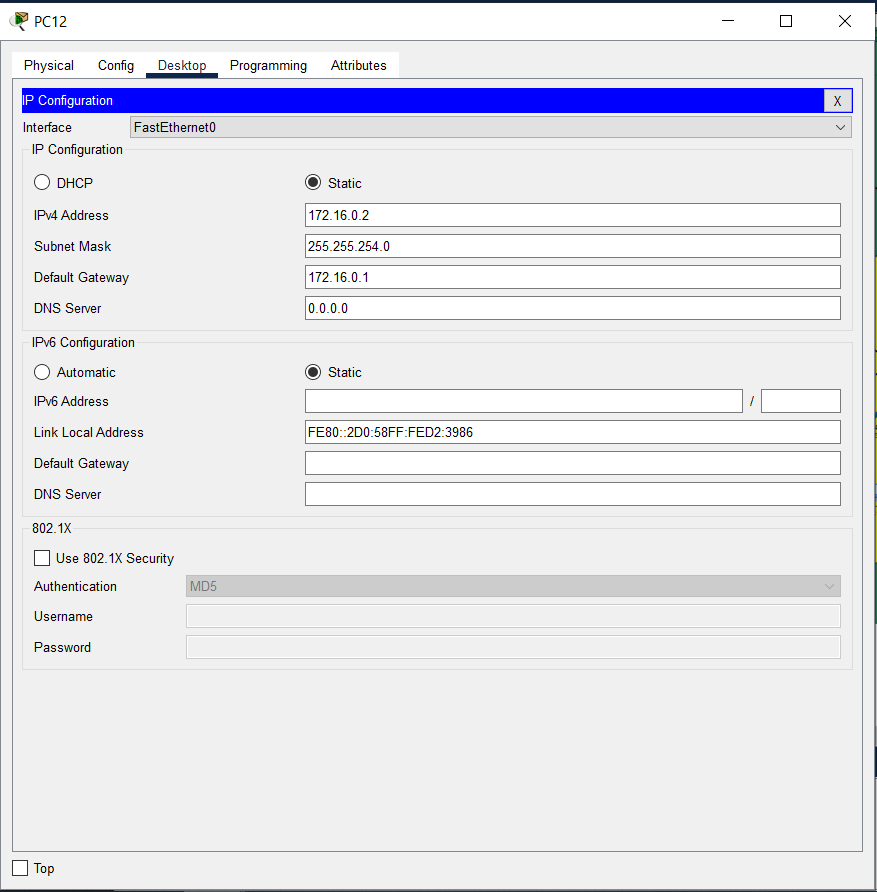 PC12
Physical Config Desktop Programming Attributes
IP Configuration X
Interface FastEthernet0
IP Configuration
DHCP Static
IPv4 Address 172.16.0.2
Subnet Mask 255.255.254.0
Default Gateway 172.16.0.1
DNS Server 0.0.0.0
IPv6 Configuration
Automatic Static
IPv6 Address /
Link Local Address FE80::2D0:58FF:FED2:3986
Default Gateway
DNS Server
802.1X
Use 802.1X Security
Authentication MD5
Username
Password
Top